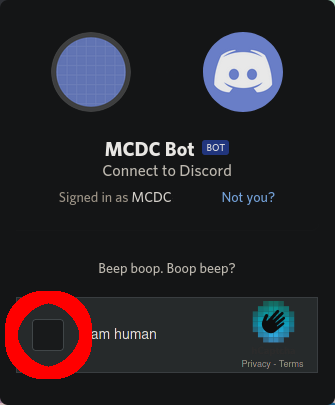 MCDC Bot BOT
Connect to Discord
Signed in as MCDC Not you?
Beep boop. Boop beep?
am human
Privacy - Terms